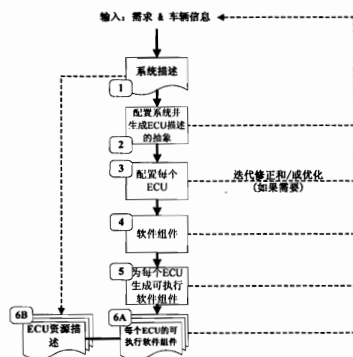 输入：需求 & 车辆信息
系统描述
1
配置系统并
生成ECU描述
的抽象
2
3
配置每个
ECU
迭代修正和/或优化
(如果需要)
4
软件组件
5
为每个ECU
生成可执行
软件组件
6B
ECU资源描
述
6A
每个ECU的可
执行软件组件